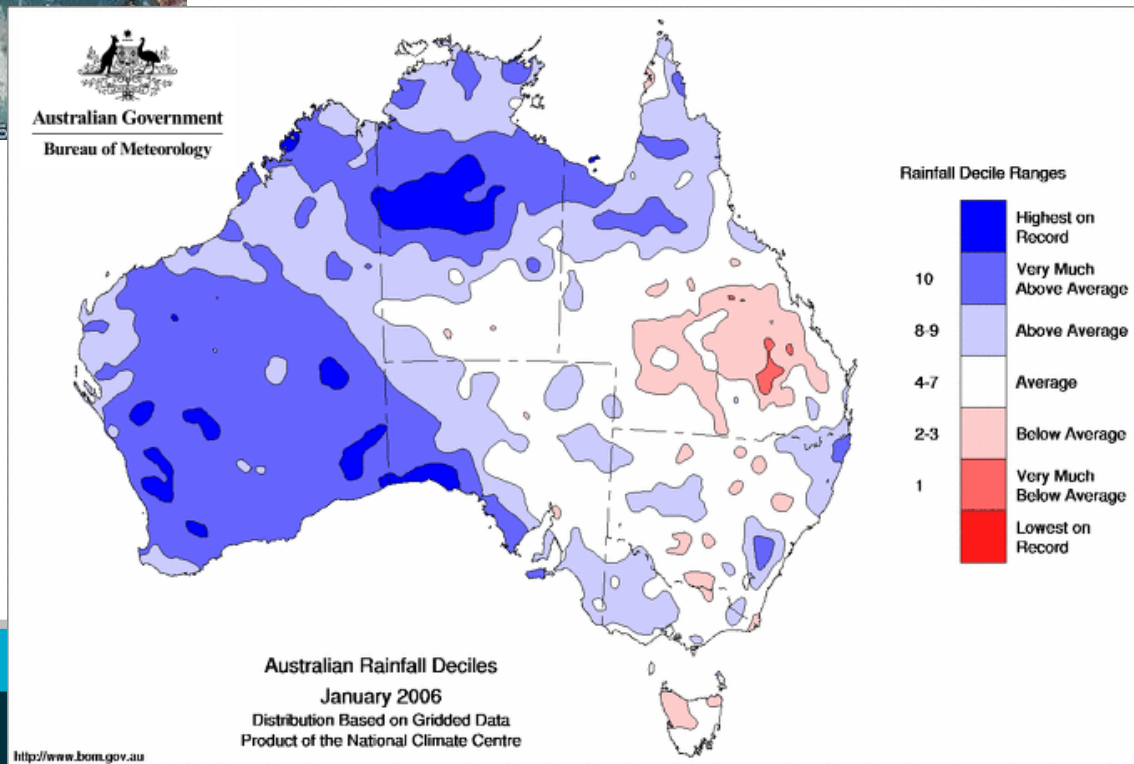 Australian Government
Bureau of Meteorology
Rainfall Decile Ranges
Highest on
Record
10 Very Much
Above Average
8-9 Above Average
4-7 Average
2-3 Below Average
1 Very Much
Below Average
Lowest on
Record
Australian Rainfall Deciles
January 2006
Distribution Based on Gridded Data
Product of the National Climate Centre
http://www.bom.gov.au